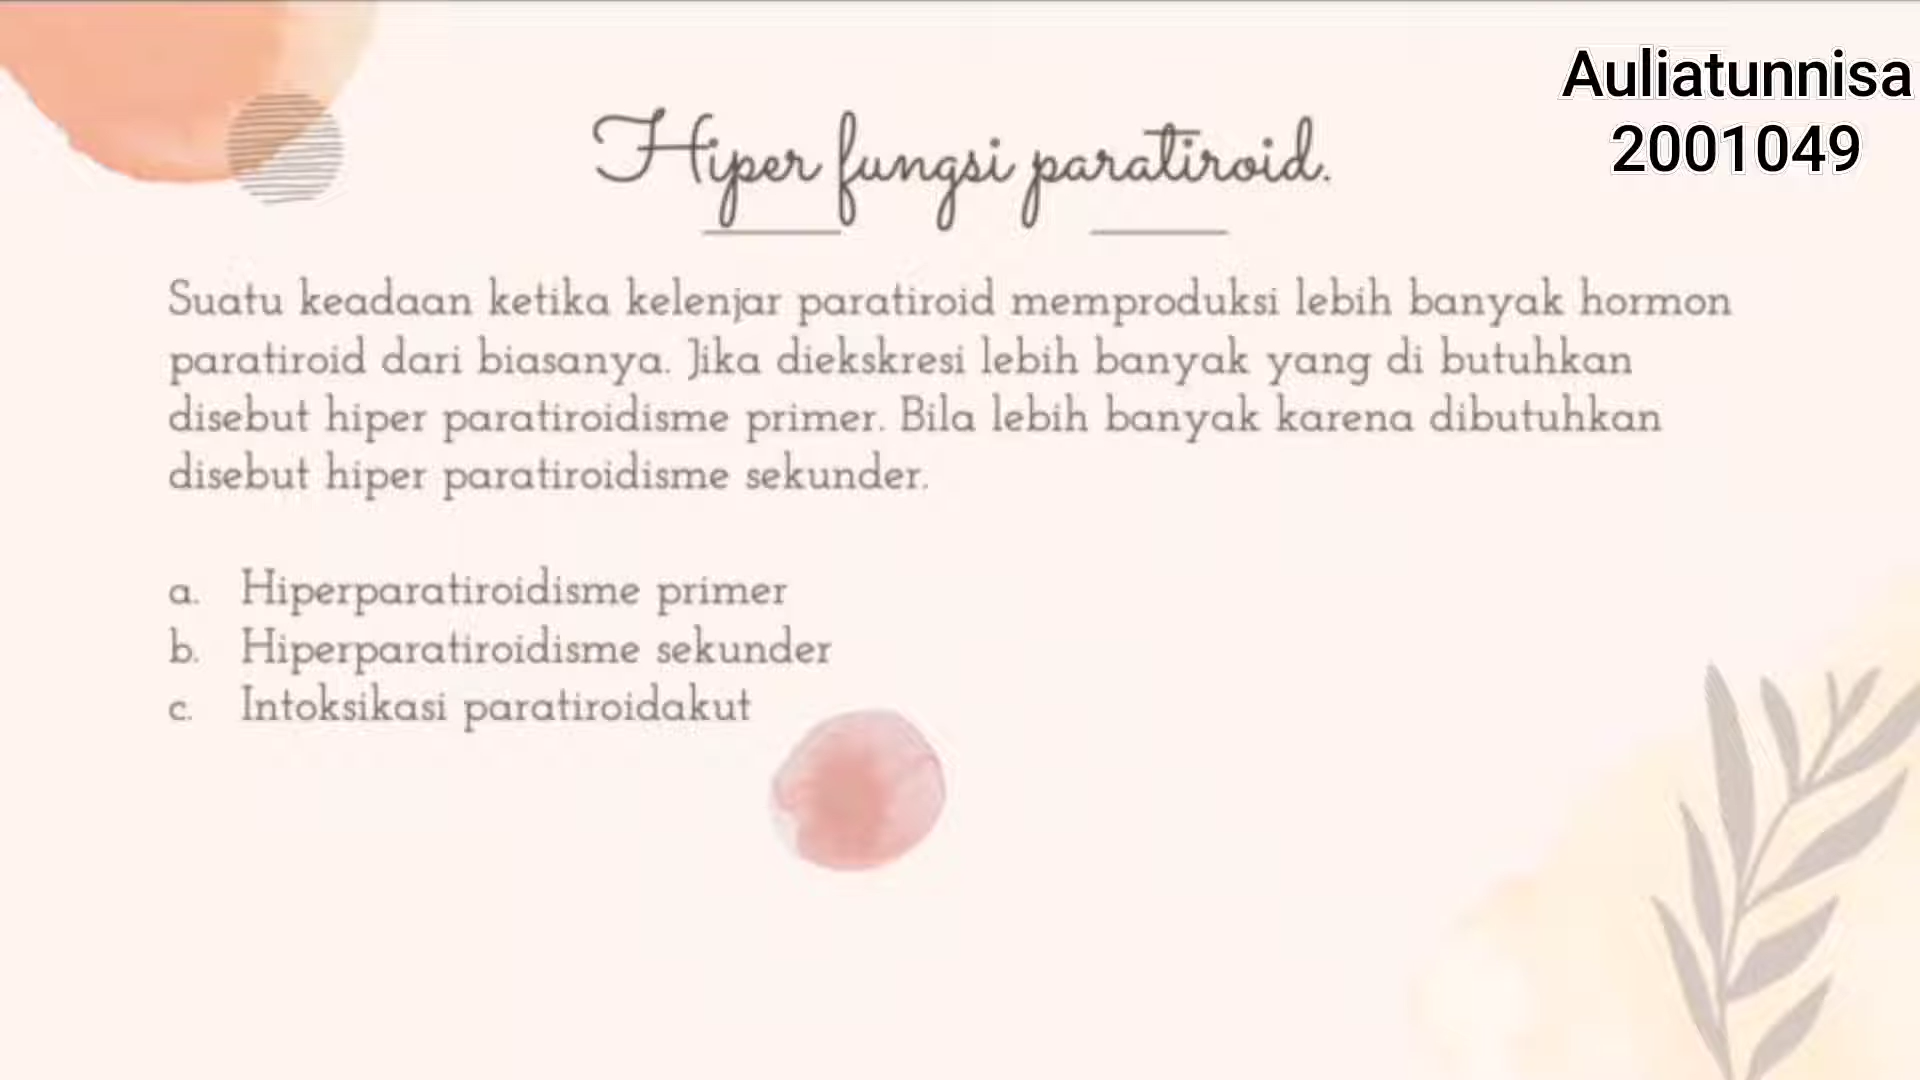 Auliatunnisa
2001049
Hiper fungsi paratiroid.
Suatu keadaan ketika kelenjar paratiroid memproduksi lebih banyak hormon
paratiroid dari biasanya. Jika diekskresi lebih banyak yang di butuhkan
disebut hiper paratiroidisme primer. Bila lebih banyak karena dibutuhkan
disebut hiper paratiroidisme sekunder.
a. Hiperparatiroidisme primer
b. Hiperparatiroidisme sekunder
c. Intoksikasi paratiroidakut